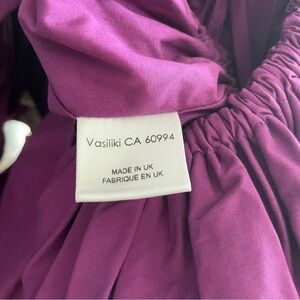 Vasiliki CA 60994
MADE IN UK
FABRIQUE EN UK